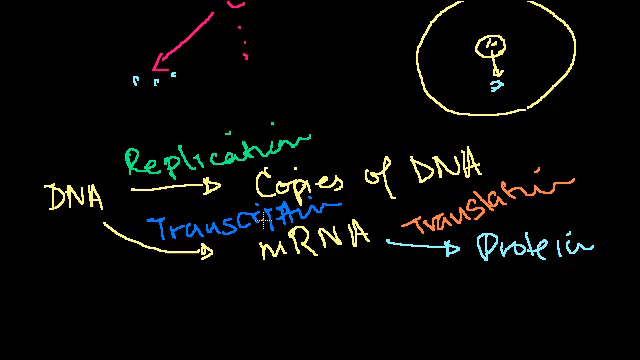 Replication
DNA Copies of DNA
Transcription Translation
mRNA Protein